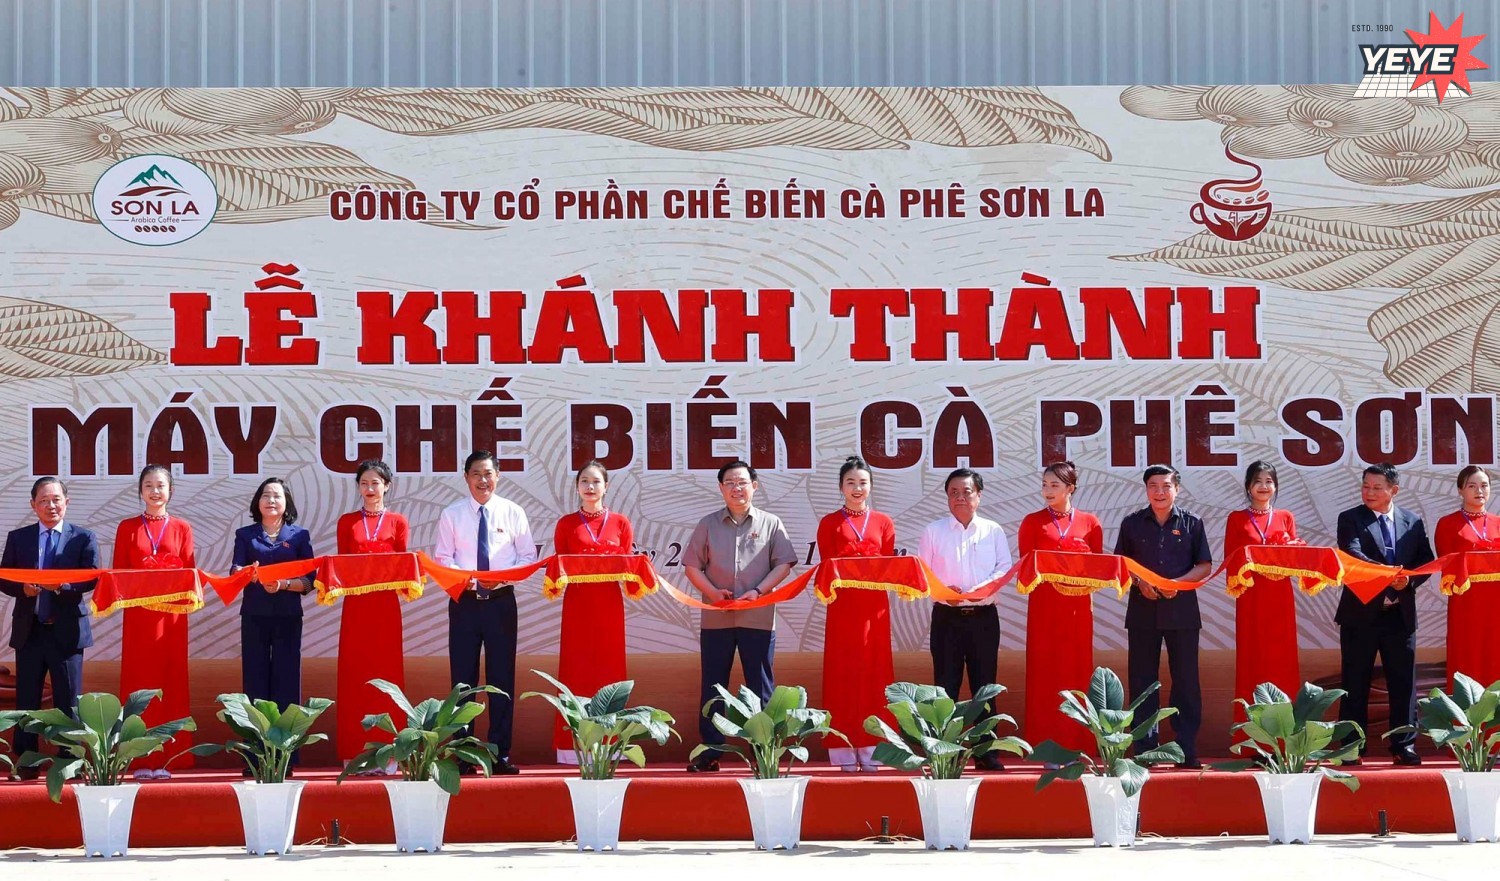 ESTD. 1990
YEYE
SƠN LA
Arabica Coffee
CÔNG TY CỔ PHẦN CHẾ BIẾN CÀ PHÊ SƠN LA
LỄ KHÁNH THÀNH
MÁY CHẾ BIẾN CÀ PHÊ SƠN